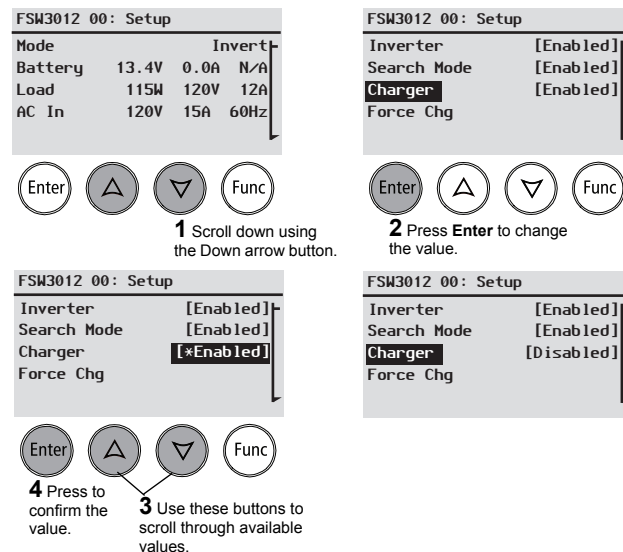 FSW3012 00: Setup
Mode Invert
Battery 13.4V 0.0A N/A
Load 115W 120V 12A
AC In 120V 15A 60Hz
Enter Func
1 Scroll down using
the Down arrow button.
FSW3012 00: Setup
Inverter [Enabled]
Search Mode [Enabled]
Charger [Enabled]
Force Chg
Enter Func
2 Press Enter to change
the value.
FSW3012 00: Setup
Inverter [Enabled]
Search Mode [Enabled]
Charger [*Enabled]
Force Chg
Enter Func
4 Press to
confirm the
value.
3 Use these buttons to
scroll through available
values.
FSW3012 00: Setup
Inverter [Enabled]
Search Mode [Enabled]
Charger [Disabled]
Force Chg